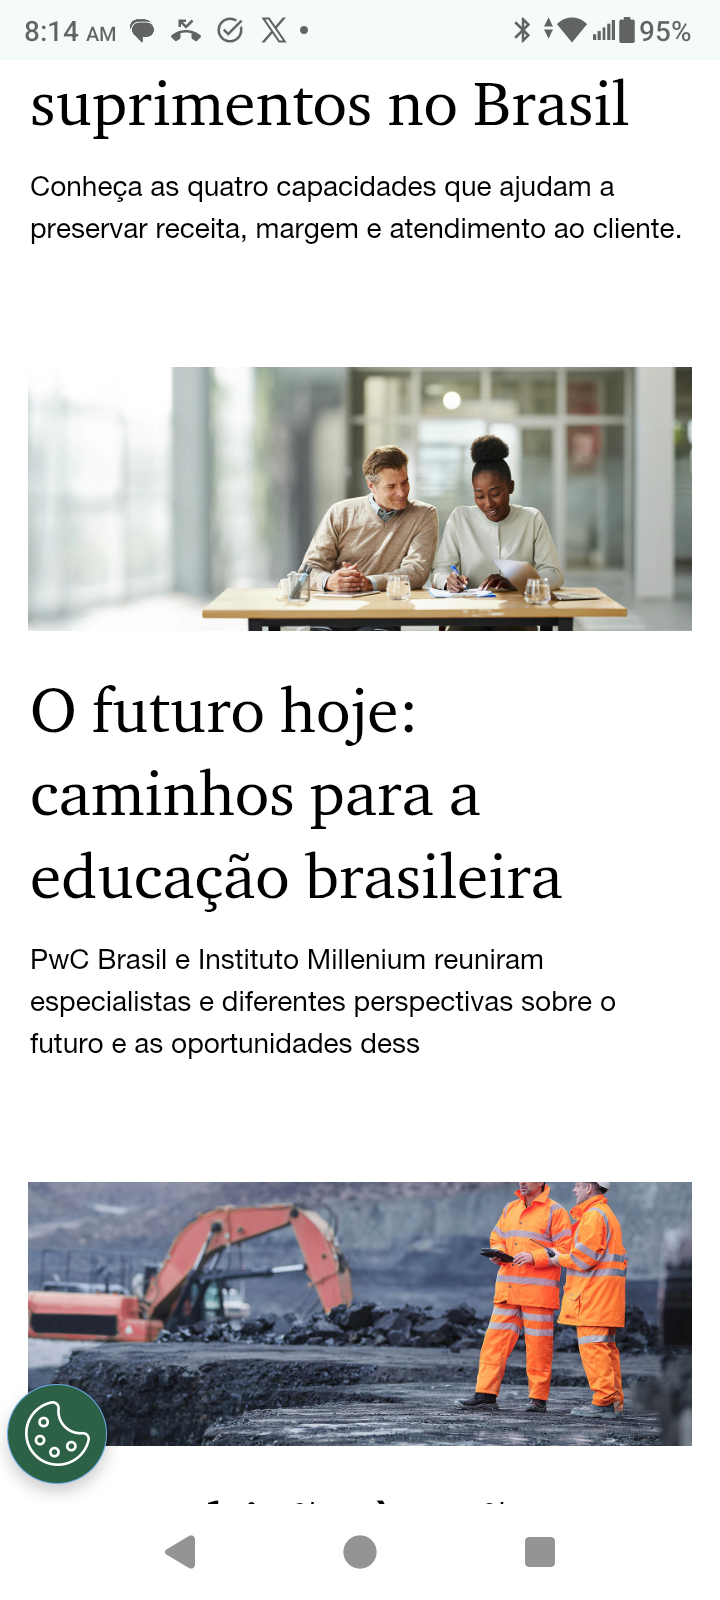 8:14 AM
95%
suprimentos no Brasil
Conheça as quatro capacidades que ajudam a
preservar receita, margem e atendimento ao cliente.
O futuro hoje:
caminhos para a
educação brasileira
PwC Brasil e Instituto Millenium reuniram
especialistas e diferentes perspectivas sobre o
futuro e as oportunidades dess